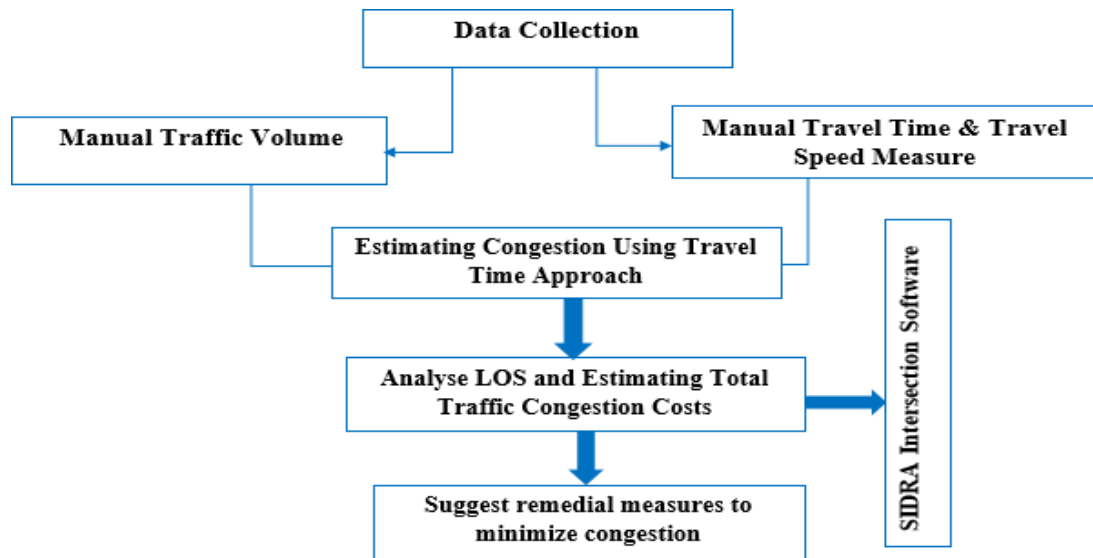 Data Collection
Manual Traffic Volume
Manual Travel Time & Travel
Speed Measure
Estimating Congestion Using Travel
Time Approach
SIDRA Intersection Software
Analyse LOS and Estimating Total
Traffic Congestion Costs
Suggest remedial measures to
minimize congestion